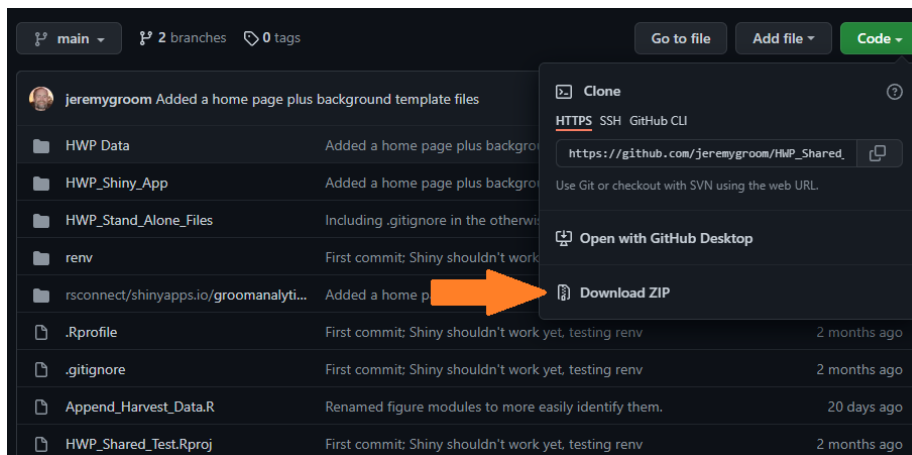 main 2 branches 0 tags Go to file Add file Code
jeremygroom Added a home page plus background template files
Clone
HTTPS SSH GitHub CLI
https://github.com/jeremygroom/HWP_Shared_
Use Git or checkout with SVN using the web URL.
Open with GitHub Desktop
Download ZIP
HWP Data Added a home page plus backgro
HWP_Shiny_App Added a home page plus backgro
HWP_Stand_Alone_Files Including .gitignore in the otherwis
renv First commit; Shiny shouldn't work
rsconnect/shinyapps.io/groomanalyti... Added a home p
.Rprofile First commit; Shiny shouldn't work yet, testing renv 2 months ago
.gitignore First commit; Shiny shouldn't work yet, testing renv 2 months ago
Append_Harvest_Data.R Renamed figure modules to more easily identify them. 20 days ago
HWP_Shared_Test.Rproj First commit; Shiny shouldn't work yet, testing renv 2 months ago